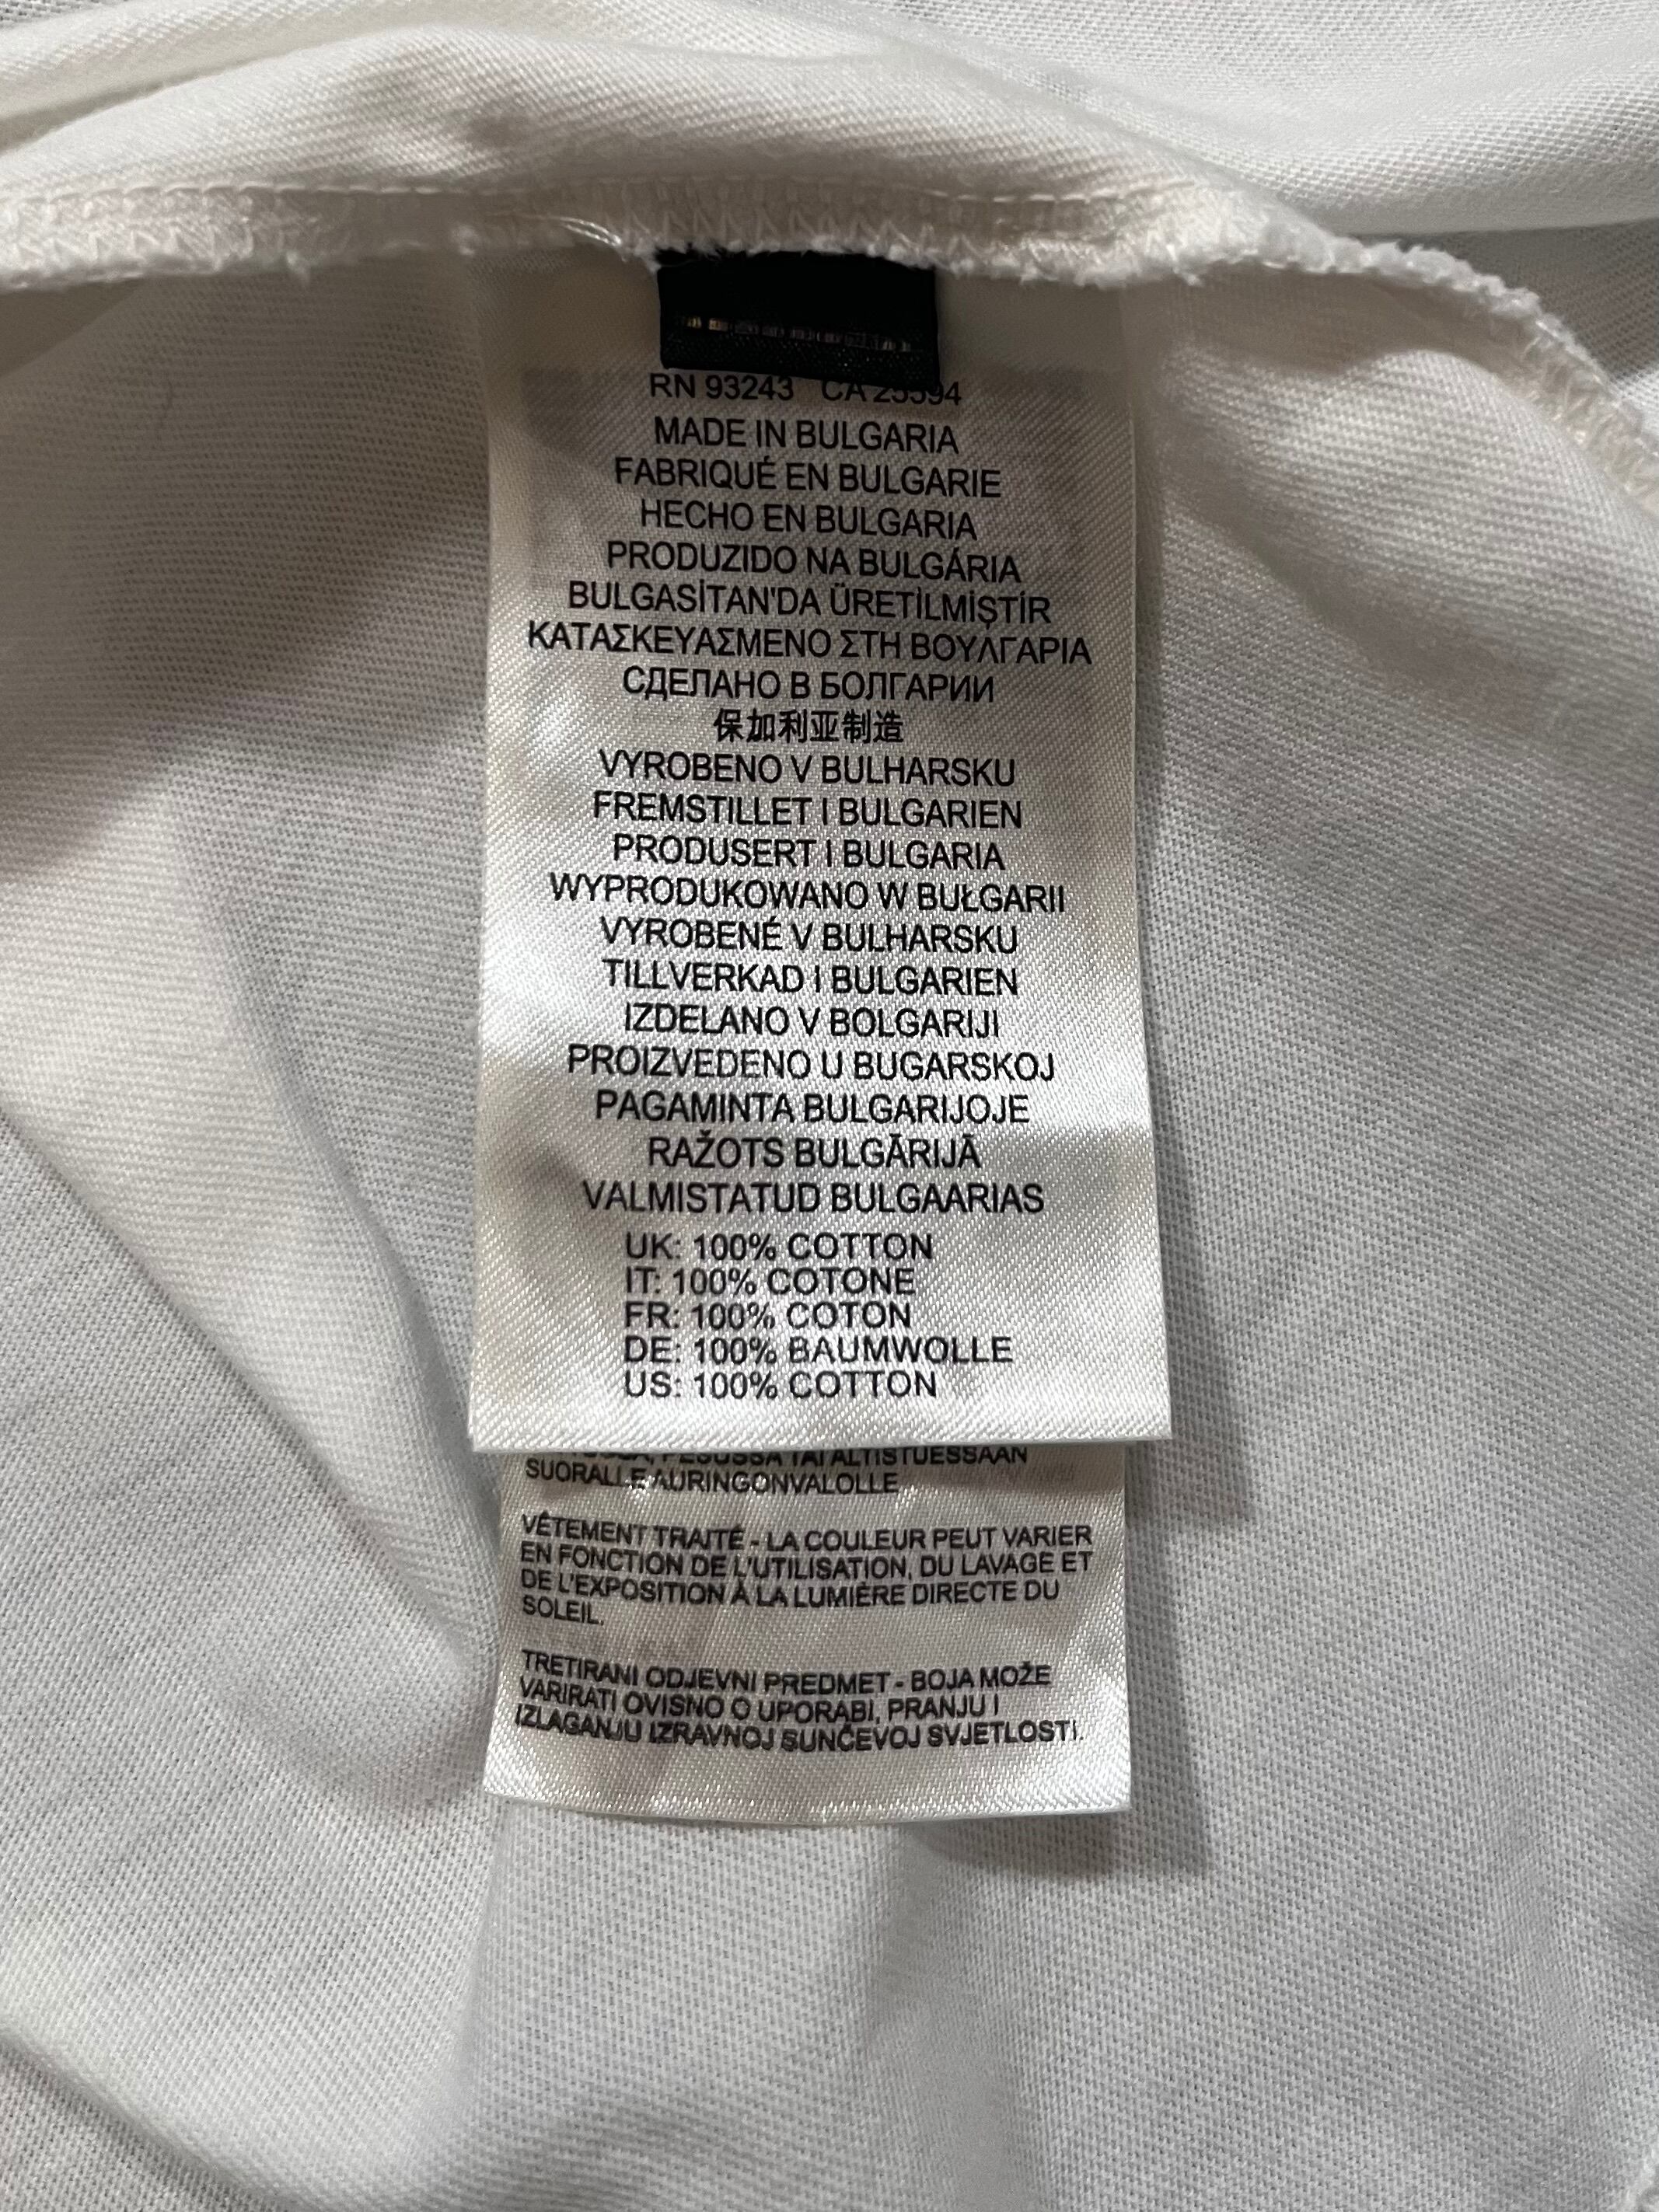 RN 93243 CA 25594
MADE IN BULGARIA
FABRIQUÉ EN BULGARIE
HECHO EN BULGARIA
PRODUZIDO NA BULGÁRIA
BULGASİTAN'DA ÜRETİLMİŞTİR
ΚΑΤΑΣΚΕΥΑΣΜΕΝΟ ΣΤΗ ΒΟΥΛΓΑΡΙΑ
СДЕЛАНО В БОЛГАРИИ
保加利亚制造
VYROBENO V BULHARSKU
FREMSTILLET I BULGARIEN
PRODUSERT I BULGARIA
WYPRODUKOWANO W BUŁGARII
VYROBENÉ V BULHARSKU
TILLVERKAD I BULGARIEN
IZDELANO V BOLGARIJI
PROIZVEDENO U BUGARSKOJ
PAGAMINTA BULGARIJOJE
RAŽOTS BULGĀRIJĀ
VALMISTATUD BULGAARIAS
UK: 100% COTTON
IT: 100% COTONE
FR: 100% COTON
DE: 100% BAUMWOLLE
US: 100% COTTON
PESUSSA TAI ALTISTUESSAAN
SUORALLE AURINGONVALOLLE
VÊTEMENT TRAITÉ - LA COULEUR PEUT VARIER
EN FONCTION DE L'UTILISATION, DU LAVAGE ET
DE L'EXPOSITION À LA LUMIÈRE DIRECTE DU
SOLEIL.
TRETIRANI ODJEVNI PREDMET - BOJA MOŽE
VARIRATI OVISNO O UPORABI, PRANJU I
IZLAGANJU IZRAVNOJ SUNČEVOJ SVJETLOSTI.